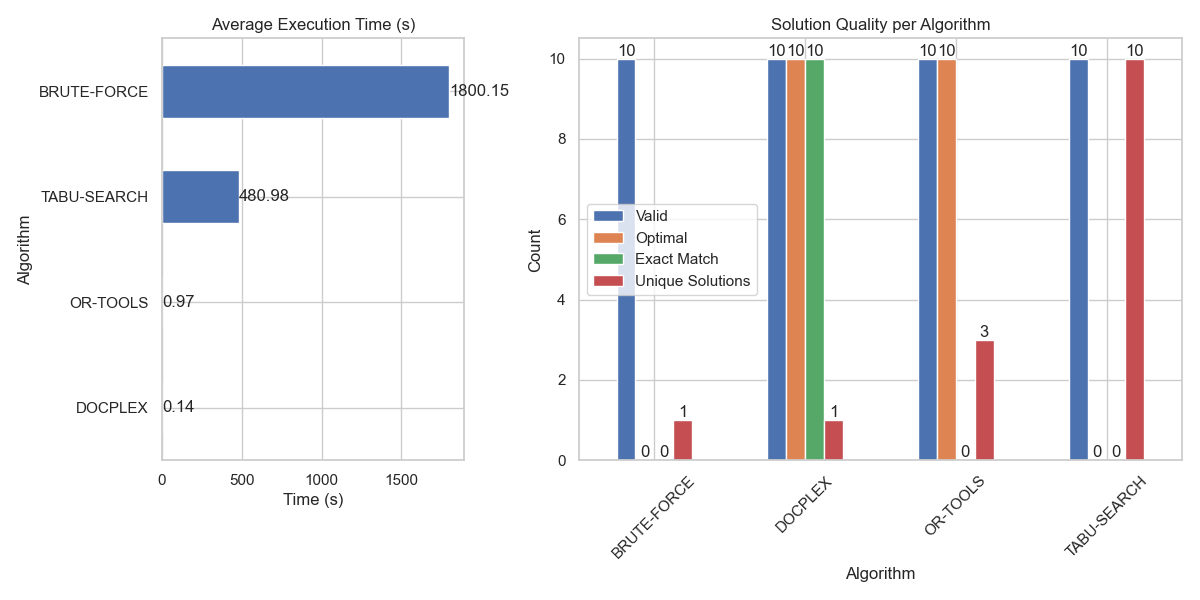 Average Execution Time (s)
BRUTE-FORCE
1800.15
TABU-SEARCH
480.98
OR-TOOLS
0.97
DOCPLEX
0.14
Algorithm
0 500 1000 1500
Time (s)
Solution Quality per Algorithm
10
8
6
4
2
0
Count
10 0 0 1
10 10 10 1
10 10 0 3
10 0 0 10
Valid
Optimal
Exact Match
Unique Solutions
BRUTE-FORCE
DOCPLEX
OR-TOOLS
TABU-SEARCH
Algorithm